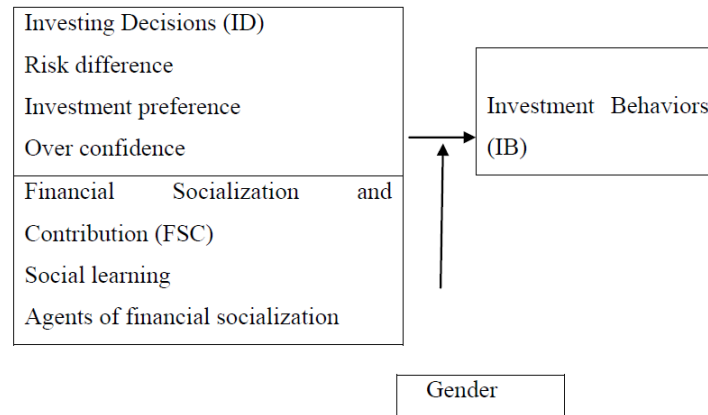 Investing Decisions (ID)
Risk difference
Investment preference
Over confidence
Financial Socialization and
Contribution (FSC)
Social learning
Agents of financial socialization
Investment Behaviors
(IB)
Gender